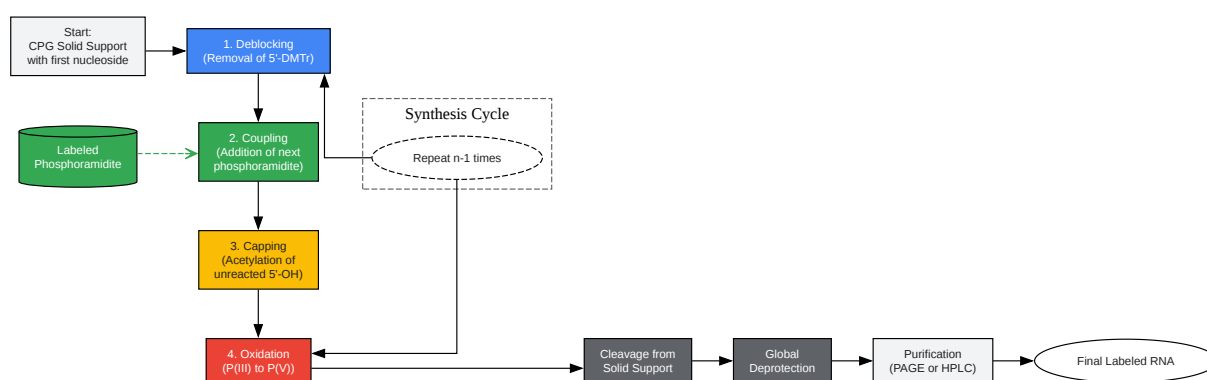 Start:
CPG Solid Support
with first nucleoside
1. Deblocking
(Removal of 5'-DMTr)
Labeled
Phosphoramidite
2. Coupling
(Addition of next
phosphoramidite)
Synthesis Cycle
Repeat n-1 times
3. Capping
(Acetylation of
unreacted 5'-OH)
4. Oxidation
(P(III) to P(V))
Cleavage from
Solid Support
Global
Deprotection
Purification
(PAGE or HPLC)
Final Labeled RNA